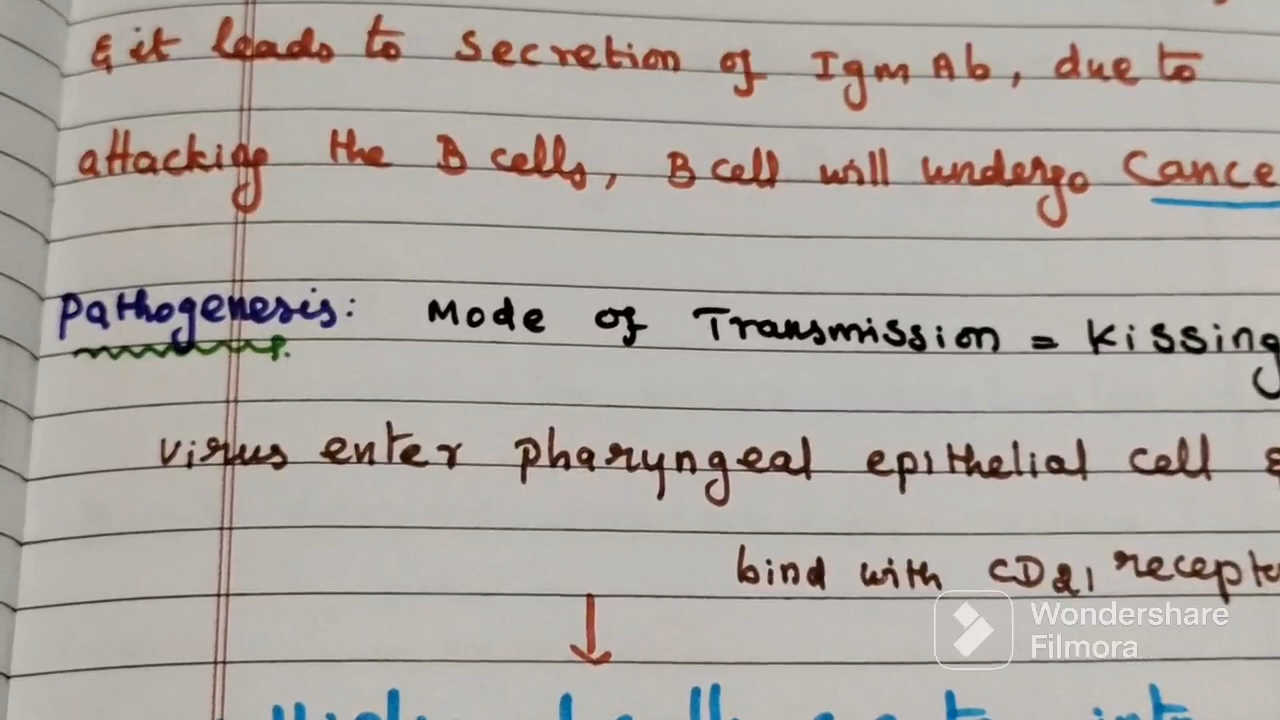 & it leads to secretion of Igm Ab, due to
attacking the B cells, B cell will undergo Cance
Pathogenesis: Mode of Transmission = Kissing
virus enter pharyngeal epithelial cell &
bind with CD21 recepte
Wondershare
Filmora